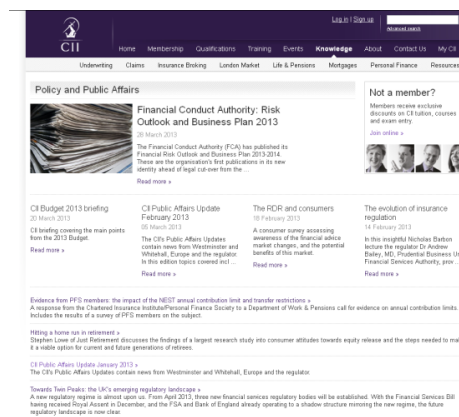 Log in | Sign up
Advanced search
CII
Home Membership Qualifications Training Events Knowledge About Contact Us My CII
Underwriting Claims Insurance Broking London Market Life & Pensions Mortgages Personal Finance Resources
Policy and Public Affairs
Financial Conduct Authority: Risk
Outlook and Business Plan 2013
28 March 2013
The Financial Conduct Authority (FCA) has published its
Financial Risk Outlook and Business Plan 2013-2014.
These are the organisation's first publications in its new
identity ahead of legal cut-over from the ...
Read more »
Not a member?
Members receive exclusive
discounts on CII tuition, courses
and exam entry.
Join online »
CII Budget 2013 briefing
20 March 2013
CII briefing covering the main points
from the 2013 Budget.
Read more »
CII Public Affairs Update
February 2013
05 March 2013
The CII's Public Affairs Updates
contain news from Westminster and
Whitehall, Europe and the regulator.
In this edition topics covered incl ...
Read more »
The RDR and consumers
18 February 2013
A consumer survey assessing
awareness of the financial advice
market changes, and the potential
benefits of this market.
Read more »
The evolution of insurance
regulation
14 February 2013
In this insightful Nicholas Barbon
lecture the regulator Dr Andrew
Bailey, MD, Prudential Business Un
Financial Services Authority, prov ...
Read more »
Evidence from PFS members: the impact of the NEST annual contribution limit and transfer restrictions »
A response from the Chartered Insurance Institute/Personal Finance Society to a Department of Work & Pensions call for evidence on annual contribution limits.
Includes the results of a survey of PFS members on the subject.
Hitting a home run in retirement »
Stephen Lowe of Just Retirement discusses the findings of a largest research study into consumer attitudes towards equity release and the steps needed to mak
it a viable option for current and future generations of retirees.
CII Public Affairs Update January 2013 »
The CII's Public Affairs Updates contain news from Westminster and Whitehall, Europe and the regulator.
Towards Twin Peaks: the UK's emerging regulatory landscape »
A new regulatory regime is almost upon us. From April 2013, three new financial services regulatory bodies will be established. With the Financial Services Bill
having received Royal Assent in December, and the FSA and Bank of England already operating to a shadow structure mirroring the new regime, the future
regulatory landscape is now clear.